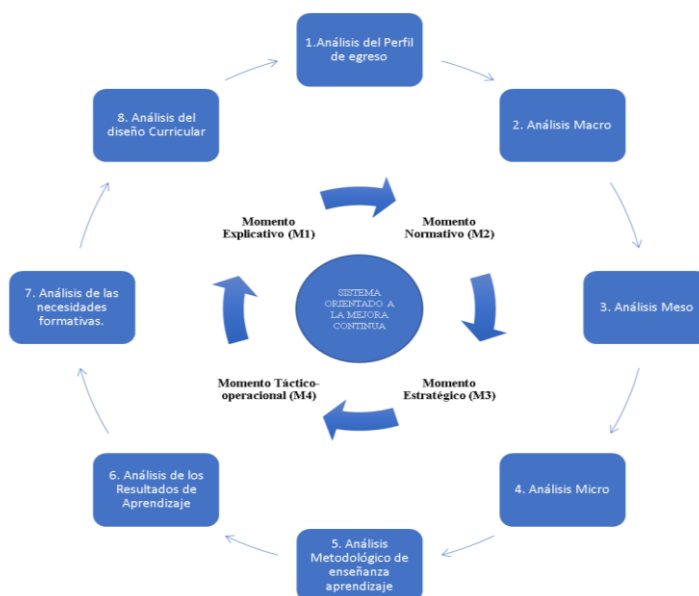 1.Análisis del Perfil
de egreso
2. Análisis Macro
3. Análisis Meso
4. Análisis Micro
5. Análisis
Metodológico de
enseñanza
aprendizaje
6. Análisis de los
Resultados de
Aprendizaje
7. Análisis de las
necesidades
formativas.
8. Análisis del
diseño Curricular
Momento
Explicativo (M1)
Momento
Normativo (M2)
Momento
Estratégico (M3)
Momento Táctico-
operacional (M4)
SISTEMA
ORIENTADO A
LA MEJORA
CONTINUA